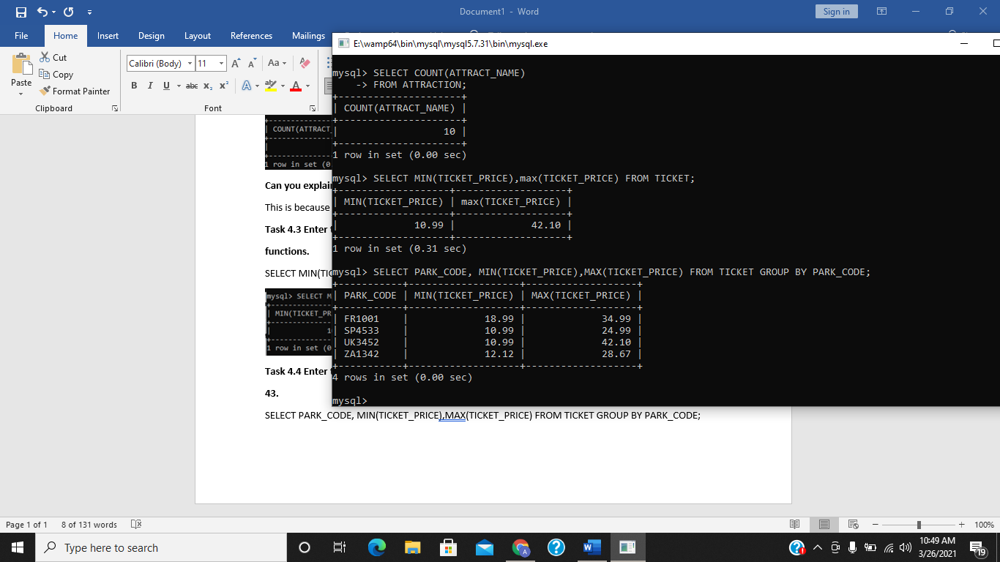 Document1 - Word
Sign in
File Home Insert Design Layout References Mailings
E:\wamp64\bin\mysql\mysql5.7.31\bin\mysql.exe
Paste
Cut
Copy
Format Painter
Clipboard
Calibri (Body) 11
Font
COUNT(ATTRACT
1 row in set (0
Can you explai
This is because
Task 4.3 Enter
functions.
SELECT MIN(TIC
mysql> SELECT M
| MIN(TICKET_PR
1 row in set (0
Task 4.4 Enter
43.
SELECT PARK_CODE, MIN(TICKET_PRICE),MAX(TICKET_PRICE) FROM TICKET GROUP BY PARK_CODE;
mysql> SELECT COUNT(ATTRACT_NAME)
-> FROM ATTRACTION;
+----------------------+
| COUNT(ATTRACT_NAME) |
+----------------------+
| 10 |
+----------------------+
1 row in set (0.00 sec)
mysql> SELECT MIN(TICKET_PRICE),max(TICKET_PRICE) FROM TICKET;
+-------------------+-------------------+
| MIN(TICKET_PRICE) | max(TICKET_PRICE) |
+-------------------+-------------------+
| 10.99 | 42.10 |
+-------------------+-------------------+
1 row in set (0.31 sec)
mysql> SELECT PARK_CODE, MIN(TICKET_PRICE),MAX(TICKET_PRICE) FROM TICKET GROUP BY PARK_CODE;
+-----------+-------------------+-------------------+
| PARK_CODE | MIN(TICKET_PRICE) | MAX(TICKET_PRICE) |
+-----------+-------------------+-------------------+
| FR1001 | 18.99 | 34.99 |
| SP4533 | 10.99 | 24.99 |
| UK3452 | 10.99 | 42.10 |
| ZA1342 | 12.12 | 28.67 |
+-----------+-------------------+-------------------+
4 rows in set (0.00 sec)
mysql>
Page 1 of 1 8 of 131 words
100%
Type here to search
10:49 AM
3/26/2021
19